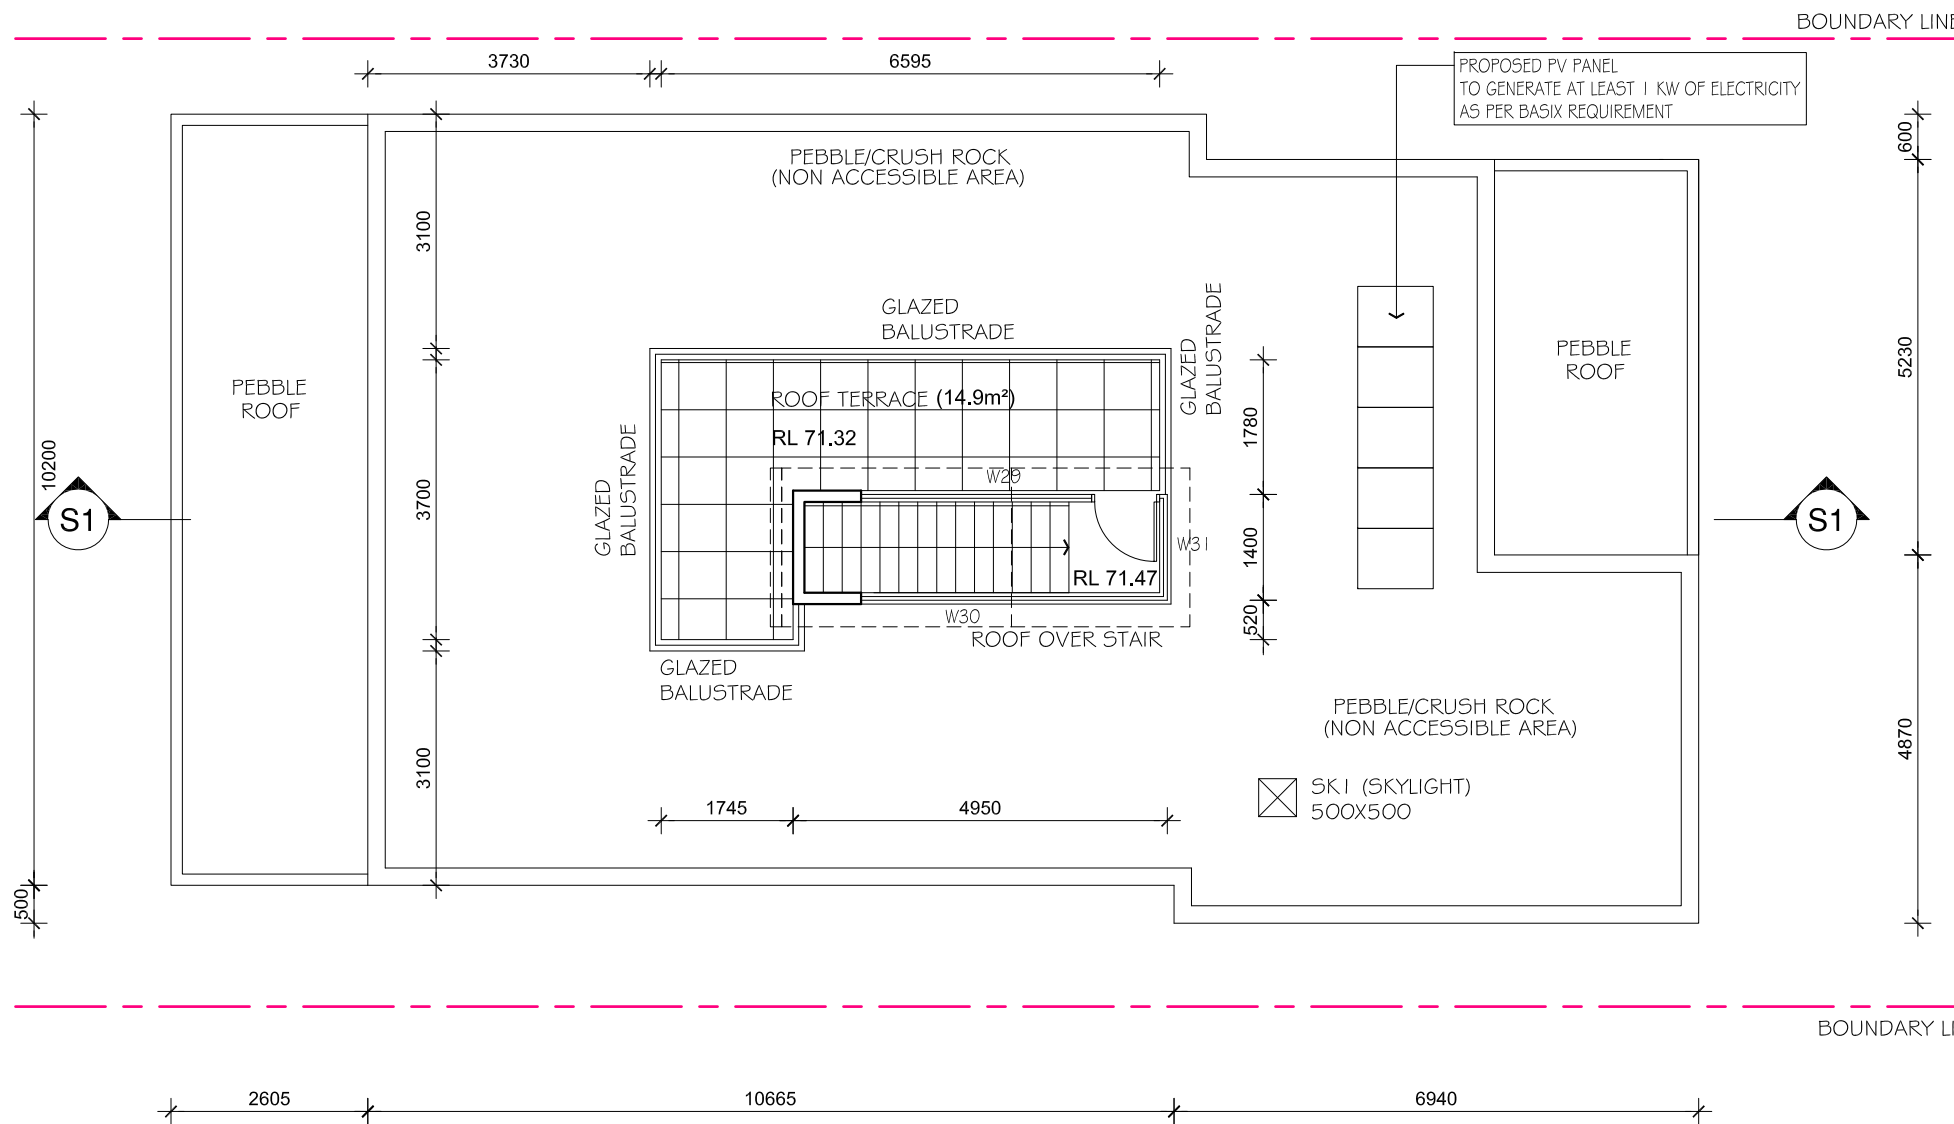 BOUNDARY LINE
3730
6595
PROPOSED PV PANEL
TO GENERATE AT LEAST 1 KW OF ELECTRICITY
AS PER BASIX REQUIREMENT
600
PEBBLE/CRUSH ROCK
(NON ACCESSIBLE AREA)
3100
GLAZED
BALUSTRADE
GLAZED
BALUSTRADE
PEBBLE
ROOF
5230
PEBBLE
ROOF
ROOF TERRACE (14.9m²)
RL 71.32
1780
10200
GLAZED
BALUSTRADE
3700
W29
S1
S1
W31
1400
RL 71.47
W30
520
ROOF OVER STAIR
GLAZED
BALUSTRADE
PEBBLE/CRUSH ROCK
(NON ACCESSIBLE AREA)
4870
3100
SK1 (SKYLIGHT)
500X500
1745
4950
500
BOUNDARY LI
2605
10665
6940